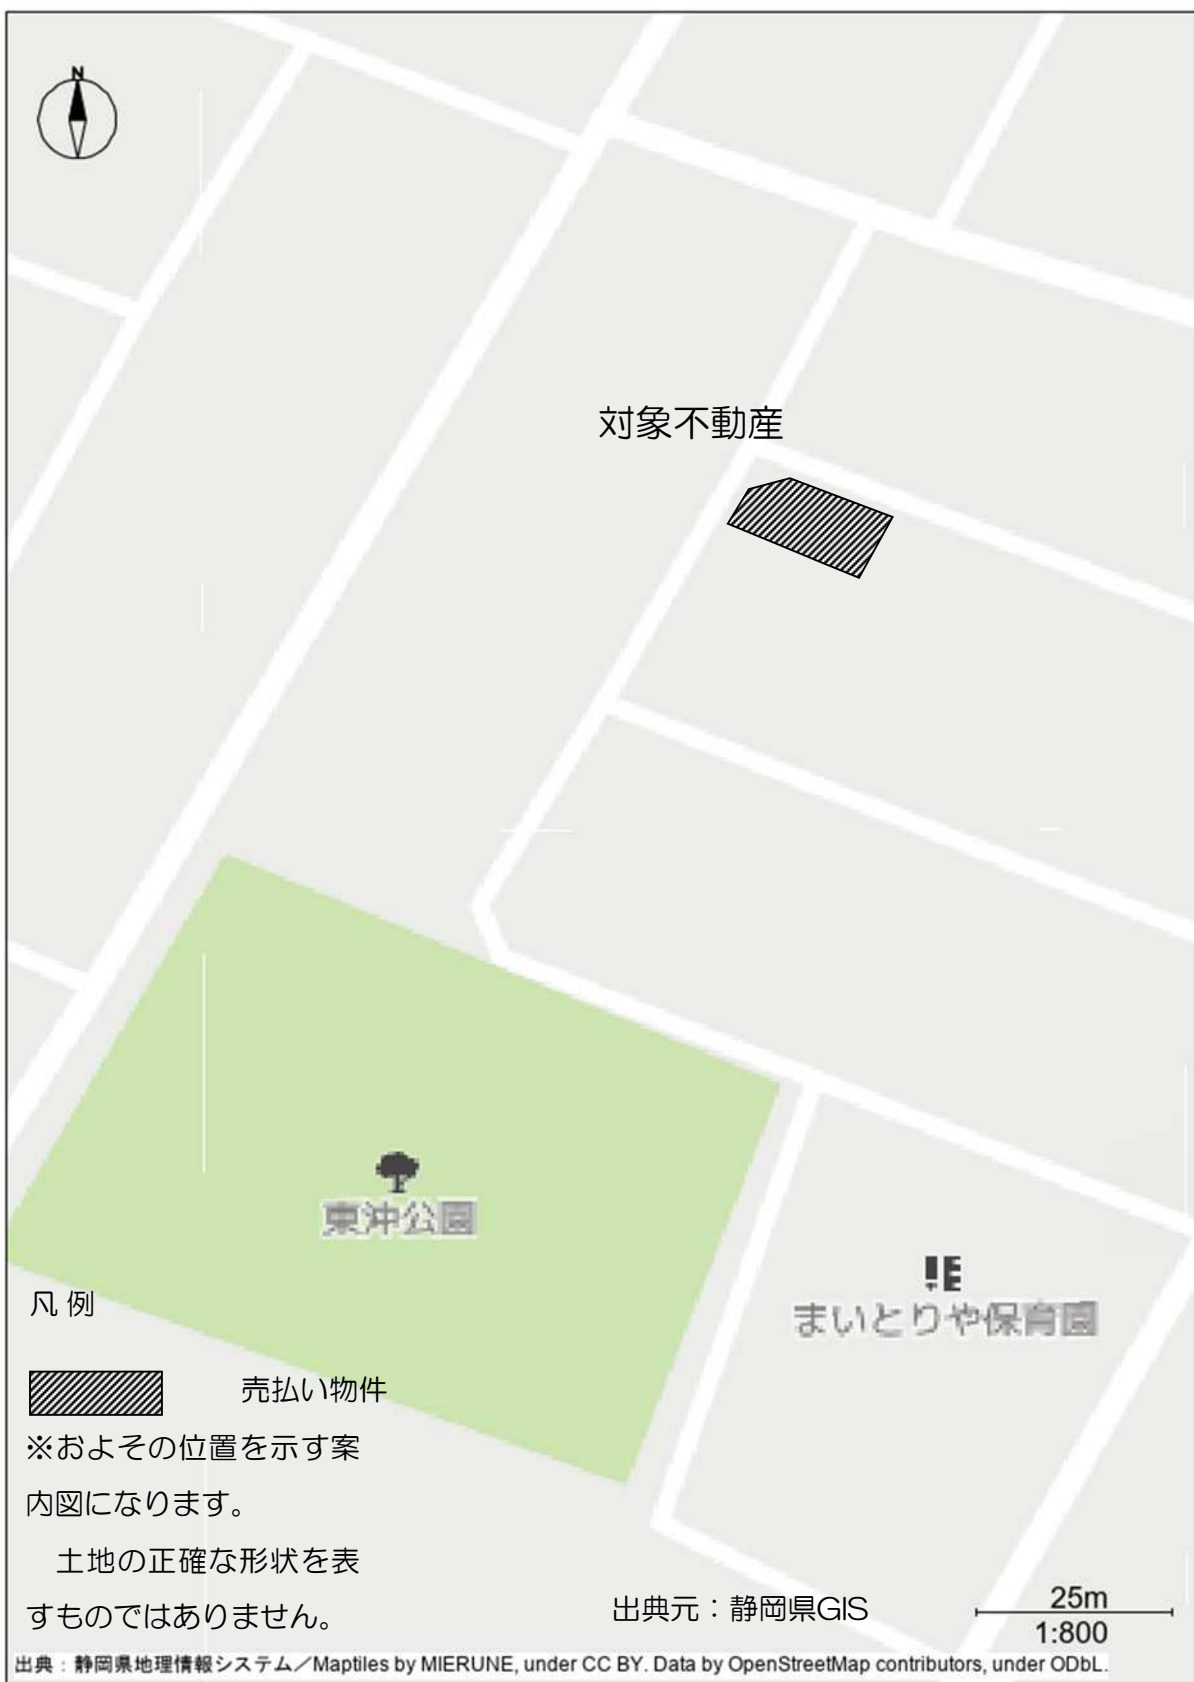 N
対象不動産
東沖公園
まいとりや保育園
凡 例
売払い物件
※およその位置を示す案
内図になります。
　土地の正確な形状を表
すものではありません。
出典元：静岡県GIS
25m
1:800
出典：静岡県地理情報システム／Maptiles by MIERUNE, under CC BY. Data by OpenStreetMap contributors, under ODbL.